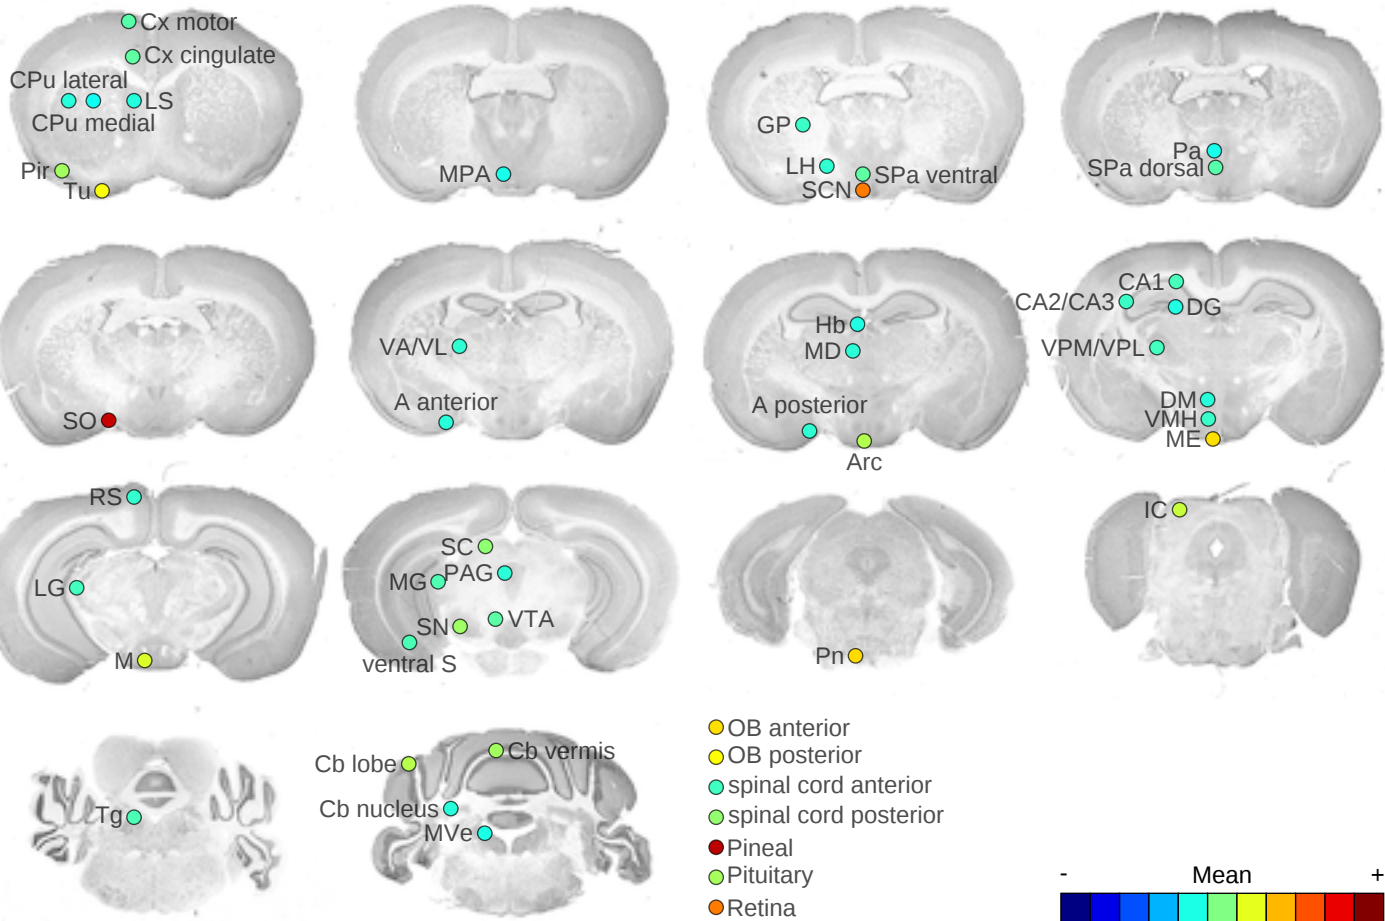 Cx motor
Cx cingulate
CPu lateral
LS
CPu medial
Pir
Tu
MPA
GP
LH
SPa ventral
SCN
Pa
SPa dorsal
SO
VA/VL
A anterior
Hb
MD
A posterior
Arc
CA1
CA2/CA3
DG
VPM/VPL
DM
VMH
ME
RS
LG
M
SC
MG
PAG
SN
VTA
ventral S
Pn
IC
Tg
Cb lobe
Cb vermis
Cb nucleus
MVe
OB anterior
OB posterior
spinal cord anterior
spinal cord posterior
Pineal
Pituitary
Retina
- Mean +